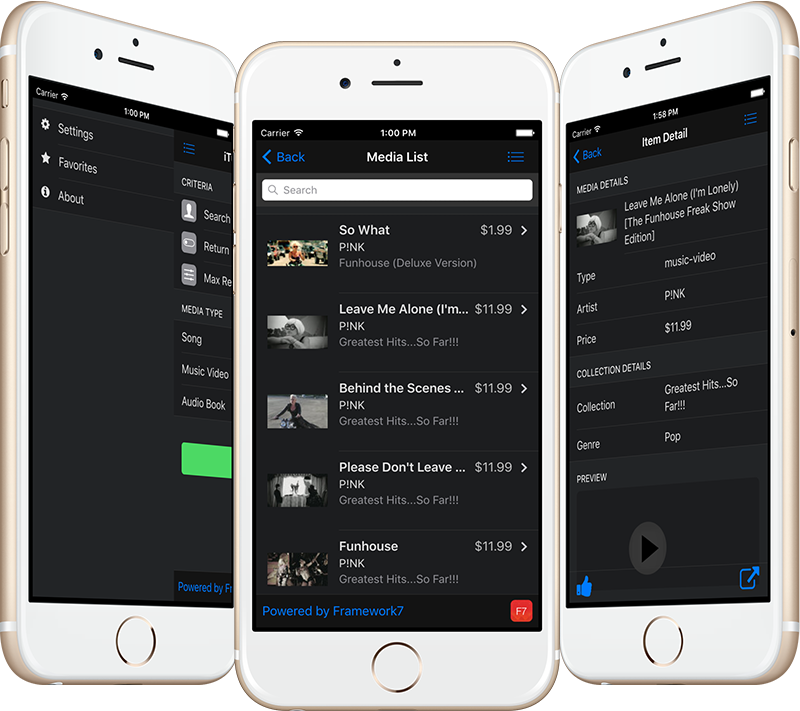 Carrier
1:00 PM
Settings
Favorites
About
iT
CRITERIA
Search
Return
Max Re
MEDIA TYPE
Song
Music Video
Audio Book
Powered by Fr
Carrier
1:00 PM
Back
Media List
Search
So What
$1.99
P!NK
Funhouse (Deluxe Version)
Leave Me Alone (I'm...
$11.99
P!NK
Greatest Hits...So Far!!!
Behind the Scenes ...
$11.99
P!NK
Greatest Hits...So Far!!!
Please Don't Leave ...
$11.99
P!NK
Greatest Hits...So Far!!!
Funhouse
$11.99
P!NK
Greatest Hits...So Far!!!
Powered by Framework7
F7
Carrier
1:58 PM
Back
Item Detail
MEDIA DETAILS
Leave Me Alone (I'm Lonely)
[The Funhouse Freak Show
Edition]
Type
music-video
Artist
P!NK
Price
$11.99
COLLECTION DETAILS
Collection
Greatest Hits...So
Far!!!
Genre
Pop
PREVIEW